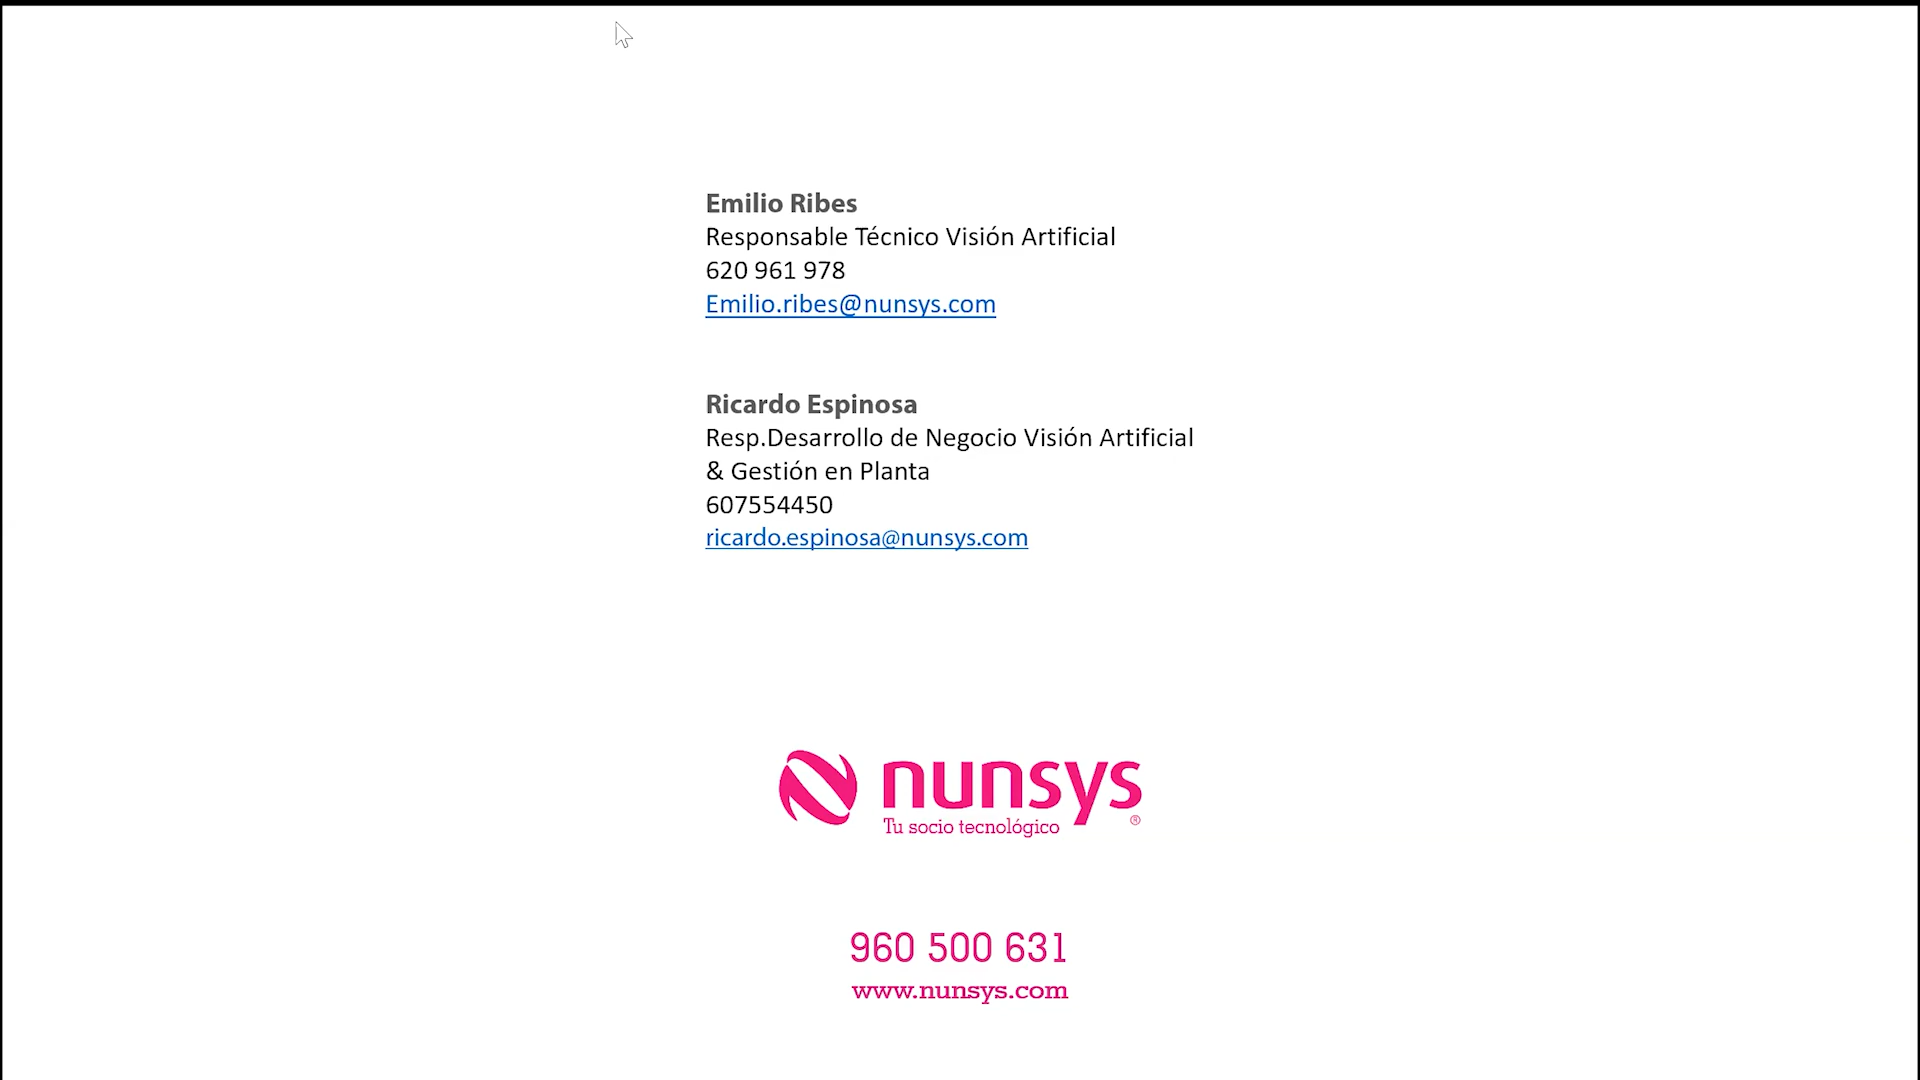 Emilio Ribes
Responsable Técnico Visión Artificial
620 961 978
Emilio.ribes@nunsys.com
Ricardo Espinosa
Resp.Desarrollo de Negocio Visión Artificial
& Gestión en Planta
607554450
ricardo.espinosa@nunsys.com
nunsys
Tu socio tecnológico ®
960 500 631
www.nunsys.com